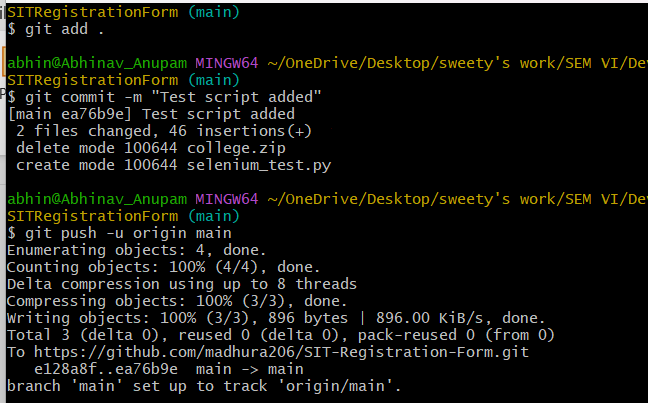 SITRegistrationForm (main)
$ git add .
abhin@Abhinav_Anupam MINGW64 ~/OneDrive/Desktop/sweety's work/SEM VI/Dev
SITRegistrationForm (main)
$ git commit -m "Test script added"
[main ea76b9e] Test script added
 2 files changed, 46 insertions(+)
 delete mode 100644 college.zip
 create mode 100644 selenium_test.py
abhin@Abhinav_Anupam MINGW64 ~/OneDrive/Desktop/sweety's work/SEM VI/Dev
SITRegistrationForm (main)
$ git push -u origin main
Enumerating objects: 4, done.
Counting objects: 100% (4/4), done.
Delta compression using up to 8 threads
Compressing objects: 100% (3/3), done.
Writing objects: 100% (3/3), 896 bytes | 896.00 KiB/s, done.
Total 3 (delta 0), reused 0 (delta 0), pack-reused 0 (from 0)
To https://github.com/madhura206/SIT-Registration-Form.git
   e128a8f..ea76b9e  main -> main
branch 'main' set up to track 'origin/main'.